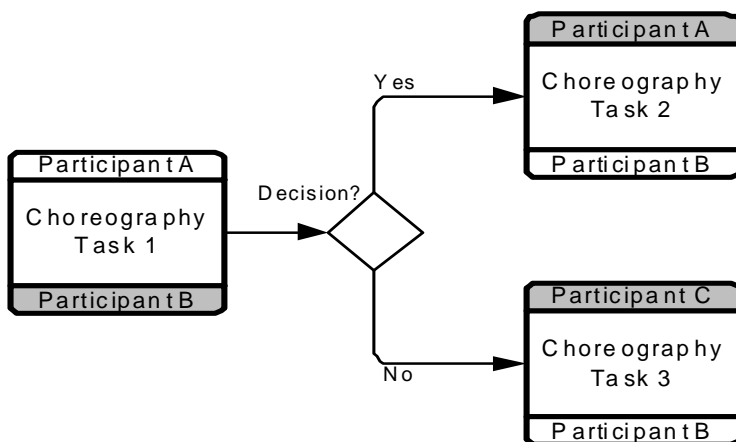 Participant A
Choreography
Task 1
Participant B
Decision?
Yes
Participant A
Choreography
Task 2
Participant B
No
Participant C
Choreography
Task 3
Participant B